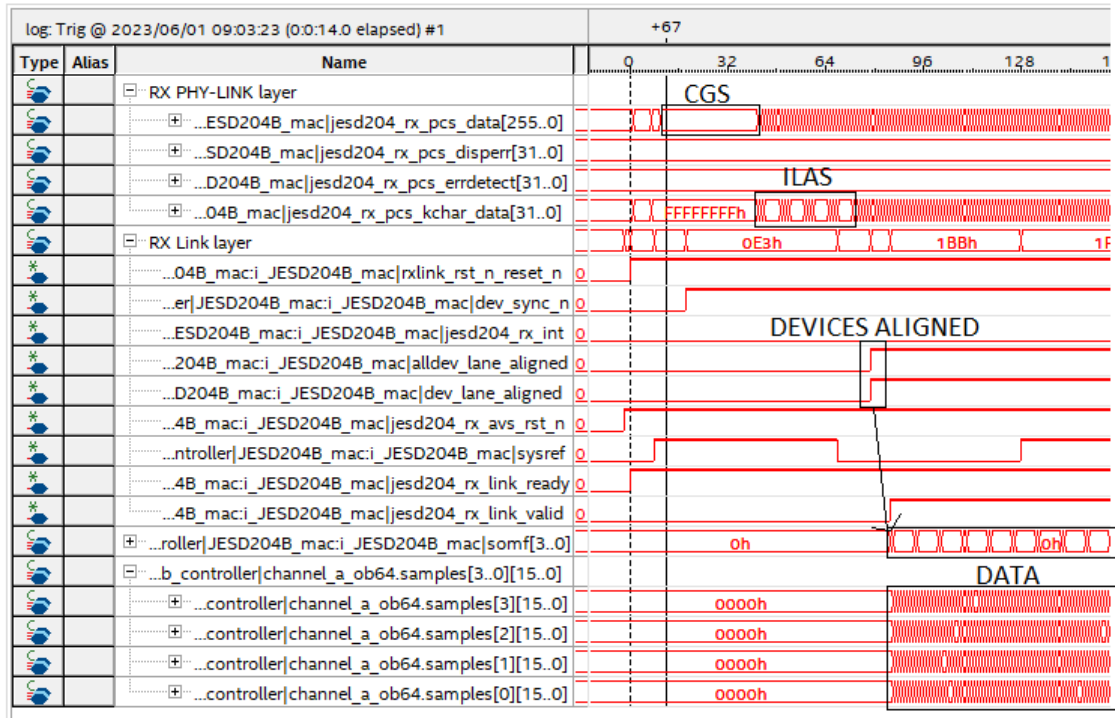 log: Trig @ 2023/06/01 09:03:23 (0:0:14.0 elapsed) #1 +67
Type Alias Name 0 32 64 96 128 1
RX PHY-LINK layer CGS
...ESD204B_mac|jesd204_rx_pcs_data[255..0]
...SD204B_mac|jesd204_rx_pcs_disperr[31..0]
...D204B_mac|jesd204_rx_pcs_errdetect[31..0] ILAS
...04B_mac|jesd204_rx_pcs_kchar_data[31..0] FFFFFFFFh
RX Link layer 0E3h 1BBh 1F
...04B_mac:i_JESD204B_mac|rxlink_rst_n_reset_n 0
...er|JESD204B_mac:i_JESD204B_mac|dev_sync_n 0
...ESD204B_mac:i_JESD204B_mac|jesd204_rx_int 0 DEVICES ALIGNED
...204B_mac:i_JESD204B_mac|alldev_lane_aligned 0
...D204B_mac:i_JESD204B_mac|dev_lane_aligned 0
...4B_mac:i_JESD204B_mac|jesd204_rx_avs_rst_n 0
...ntroller|JESD204B_mac:i_JESD204B_mac|sysref 0
...4B_mac:i_JESD204B_mac|jesd204_rx_link_ready 0
...4B_mac:i_JESD204B_mac|jesd204_rx_link_valid 0
...roller|JESD204B_mac:i_JESD204B_mac|somf[3..0] 0h 0h
...b_controller|channel_a_ob64.samples[3..0][15..0] DATA
...controller|channel_a_ob64.samples[3][15..0] 0000h
...controller|channel_a_ob64.samples[2][15..0] 0000h
...controller|channel_a_ob64.samples[1][15..0] 0000h
...controller|channel_a_ob64.samples[0][15..0] 0000h